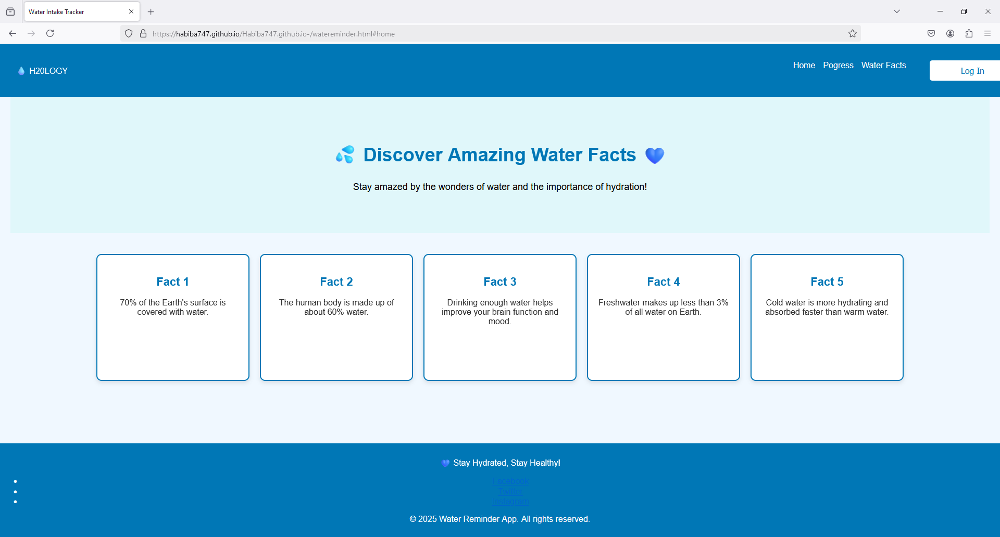 Water Intake Tracker
https://habiba747.github.io/Habiba747.github.io-/watereminder.html#home
H20LOGY
Home Pogress Water Facts
Log In
Discover Amazing Water Facts
Stay amazed by the wonders of water and the importance of hydration!
Fact 1
70% of the Earth's surface is
covered with water.
Fact 2
The human body is made up of
about 60% water.
Fact 3
Drinking enough water helps
improve your brain function and
mood.
Fact 4
Freshwater makes up less than 3%
of all water on Earth.
Fact 5
Cold water is more hydrating and
absorbed faster than warm water.
Stay Hydrated, Stay Healthy!
Facebook
Twitter
Instagram
© 2025 Water Reminder App. All rights reserved.